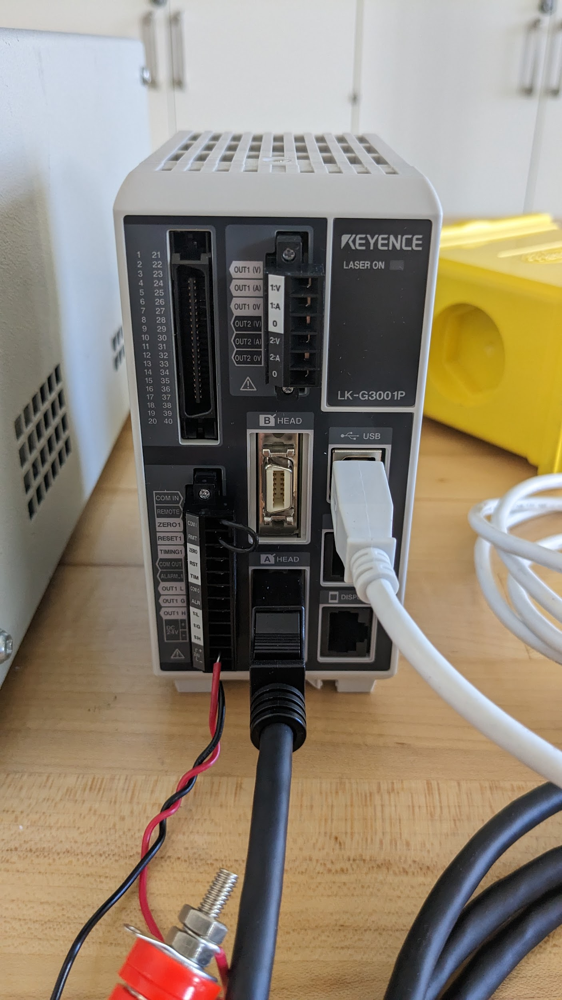 KEYENCE
LASER ON
LK-G3001P
1 21
2 22
3 23
4 24
5 25
6 26
7 27
8 28
9 29
10 30
11 31
12 32
13 33
14 34
15 35
16 36
17 37
18 38
19 39
20 40
OUT1 (V)
OUT1 (A)
OUT1 0V
OUT2 (V)
OUT2 (A)
OUT2 0V
1:V
1:A
0
2:V
2:A
0
B HEAD
USB
A HEAD
COM IN
REMOTE
ZERO1
RESET1
TIMING1
COM OUT
ALARM_1
OUT1 L
OUT1 G
OUT1 H
DC + 
24V -
COM I
RMT
ZERO
RST
TIM
COM O
ALR
1:L
1:G
1:H
+
24V
-